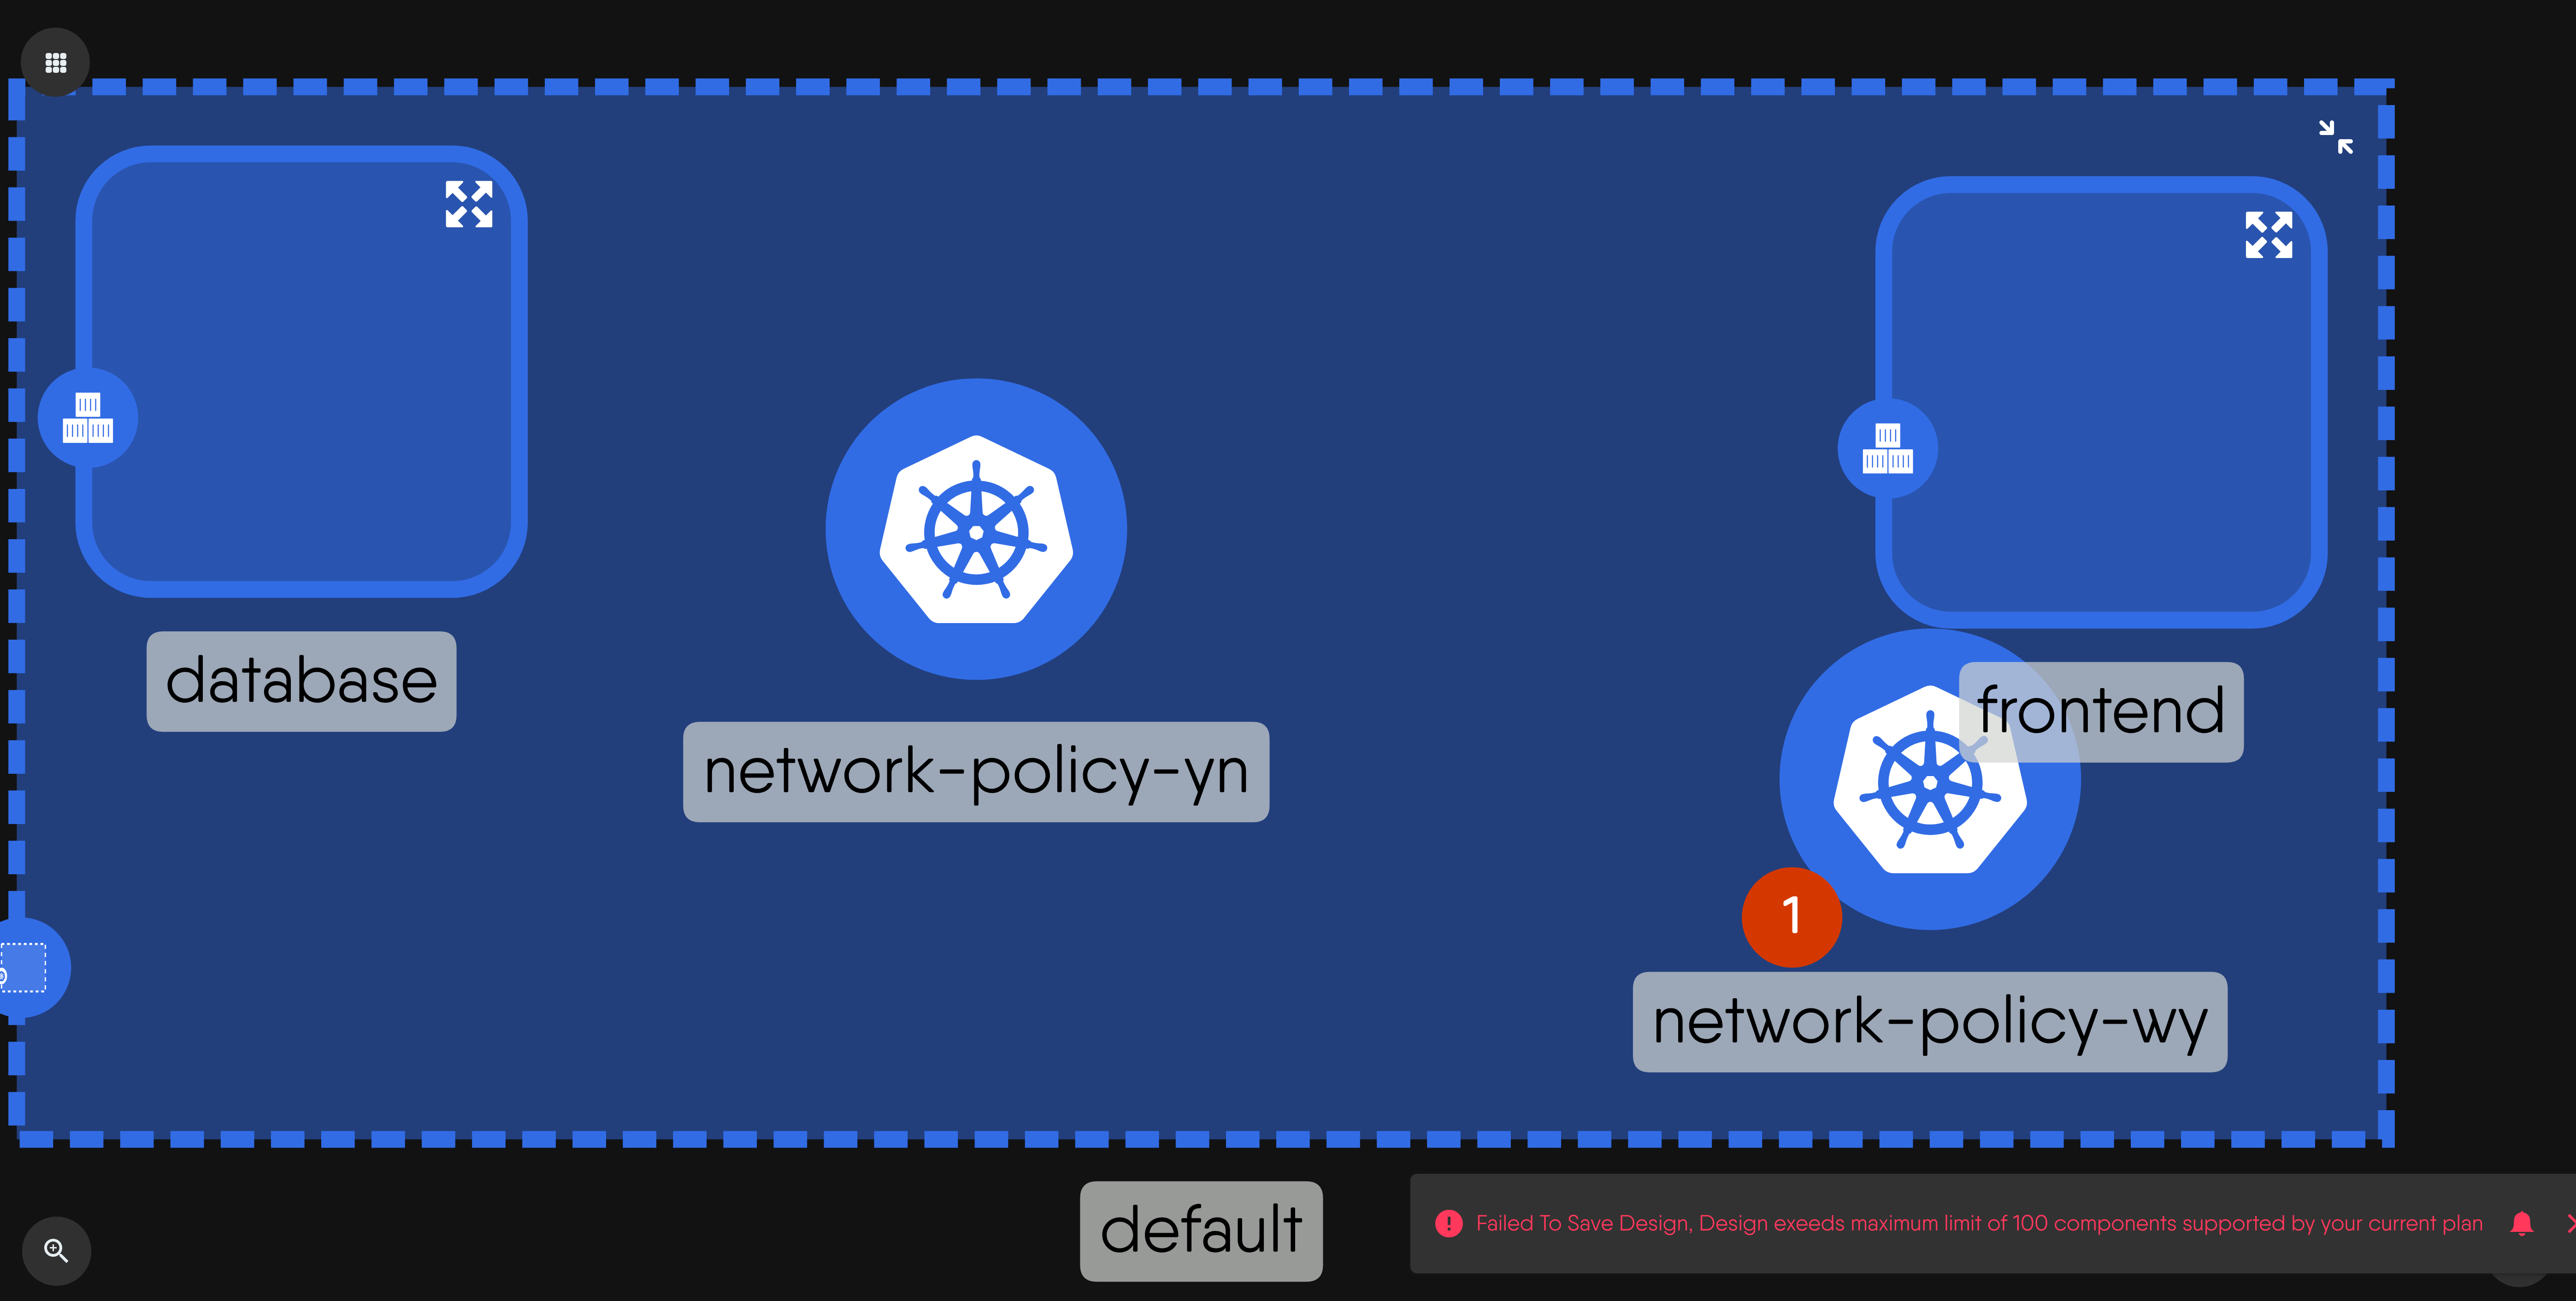 database
network-policy-yn
frontend
1
network-policy-wy
default
Failed To Save Design, Design exeeds maximum limit of 100 components supported by your current plan